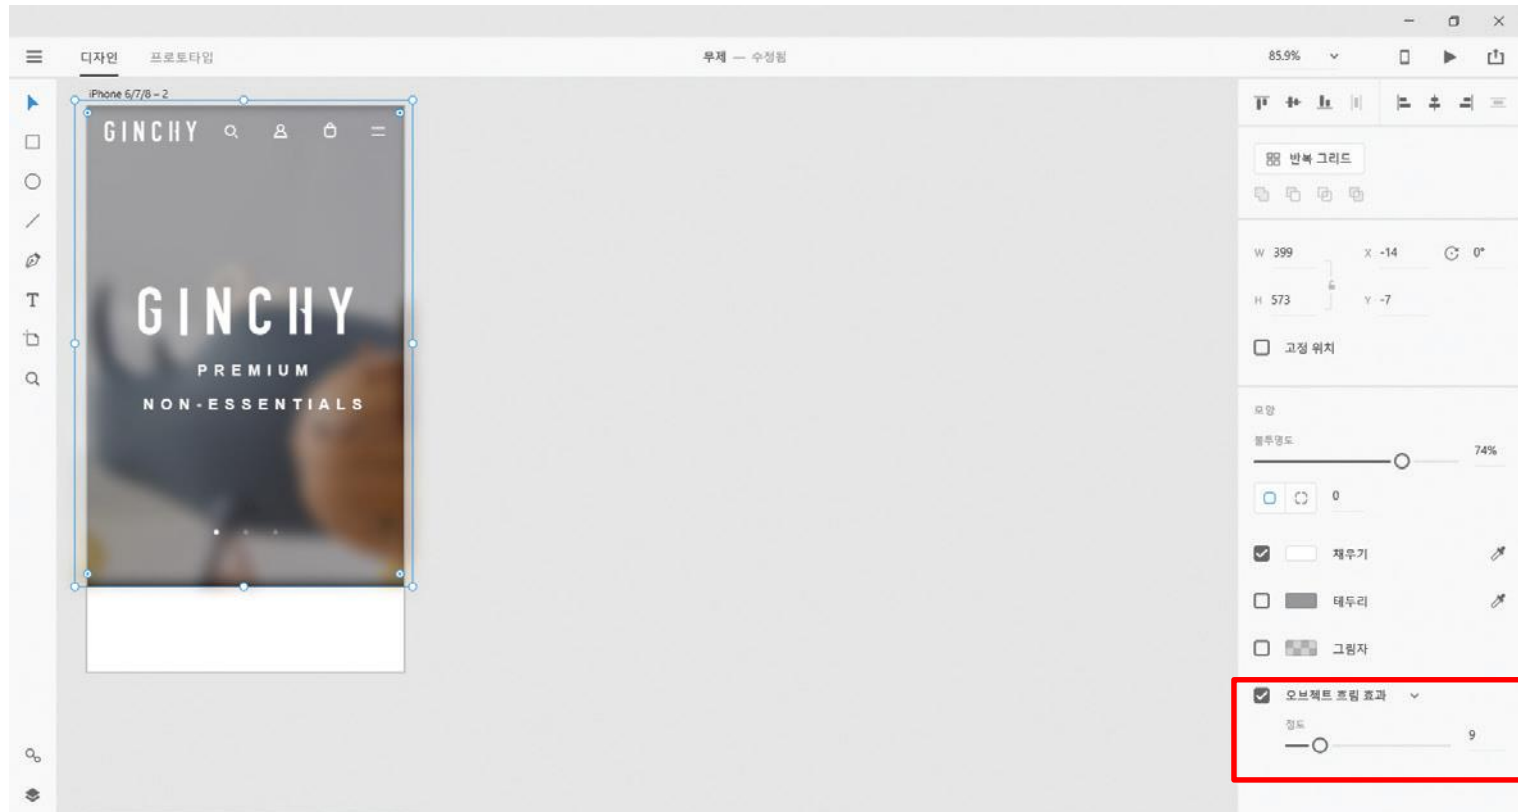 디자인 프로토타입 무제 — 수정됨 85.9%
iPhone 6/7/8 – 2
GINCHY
GINCHY
PREMIUM
NON-ESSENTIALS
T
반복 그리드
W 399 X -14 0°
H 573 Y -7
고정 위치
모양
불투명도
74%
0
채우기
테두리
그림자
오브젝트 흐림 효과
정도
9